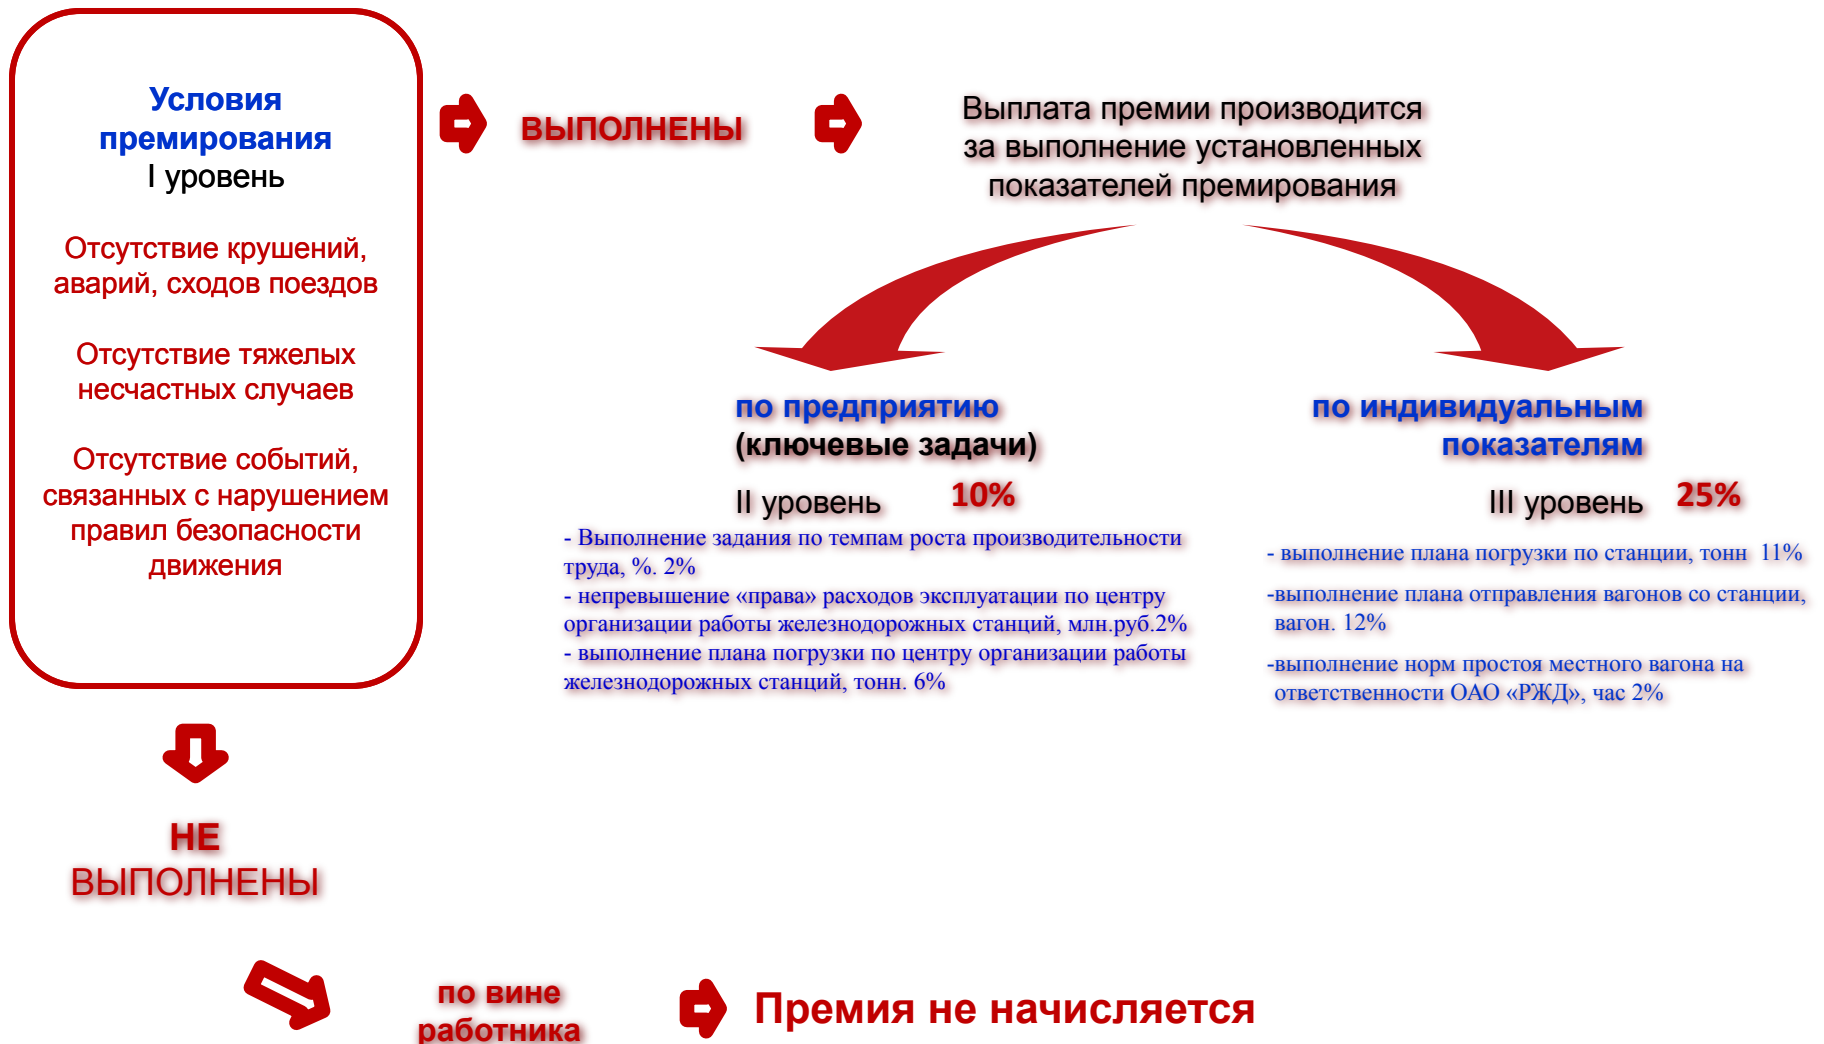 Условия
премирования
I уровень
Отсутствие крушений,
аварий, сходов поездов
Отсутствие тяжелых
несчастных случаев
Отсутствие событий,
связанных с нарушением
правил безопасности
движения
ВЫПОЛНЕНЫ
Выплата премии производится
за выполнение установленных
показателей премирования
по предприятию
(ключевые задачи)
II уровень 10%
- Выполнение задания по темпам роста производительности
труда, %. 2%
- непревышение «права» расходов эксплуатации по центру
организации работы железнодорожных станций, млн.руб.2%
- выполнение плана погрузки по центру организации работы
железнодорожных станций, тонн. 6%
по индивидуальным
показателям
III уровень 25%
- выполнение плана погрузки по станции, тонн 11%
-выполнение плана отправления вагонов со станции,
вагон. 12%
-выполнение норм простоя местного вагона на
ответственности ОАО «РЖД», час 2%
НЕ
ВЫПОЛНЕНЫ
по вине
работника
Премия не начисляется